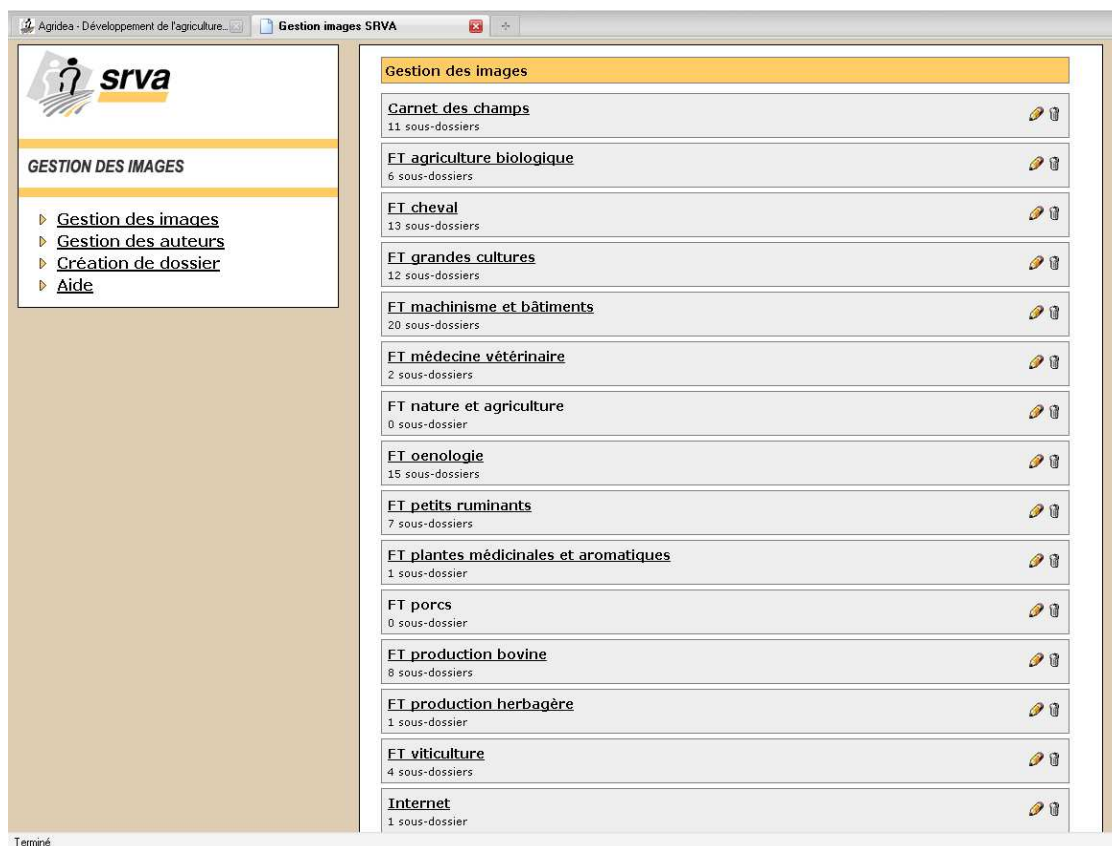 Agridea - Développement de l'agriculture...
Gestion images SRVA
srva
GESTION DES IMAGES
Gestion des images
Gestion des auteurs
Création de dossier
Aide
Gestion des images
Carnet des champs
11 sous-dossiers
FT agriculture biologique
6 sous-dossiers
FT cheval
13 sous-dossiers
FT grandes cultures
12 sous-dossiers
FT machinisme et bâtiments
20 sous-dossiers
FT médecine vétérinaire
2 sous-dossiers
FT nature et agriculture
0 sous-dossier
FT oenologie
15 sous-dossiers
FT petits ruminants
7 sous-dossiers
FT plantes médicinales et aromatiques
1 sous-dossier
FT porcs
0 sous-dossier
FT production bovine
8 sous-dossiers
FT production herbagère
1 sous-dossier
FT viticulture
4 sous-dossiers
Internet
1 sous-dossier
Terminé